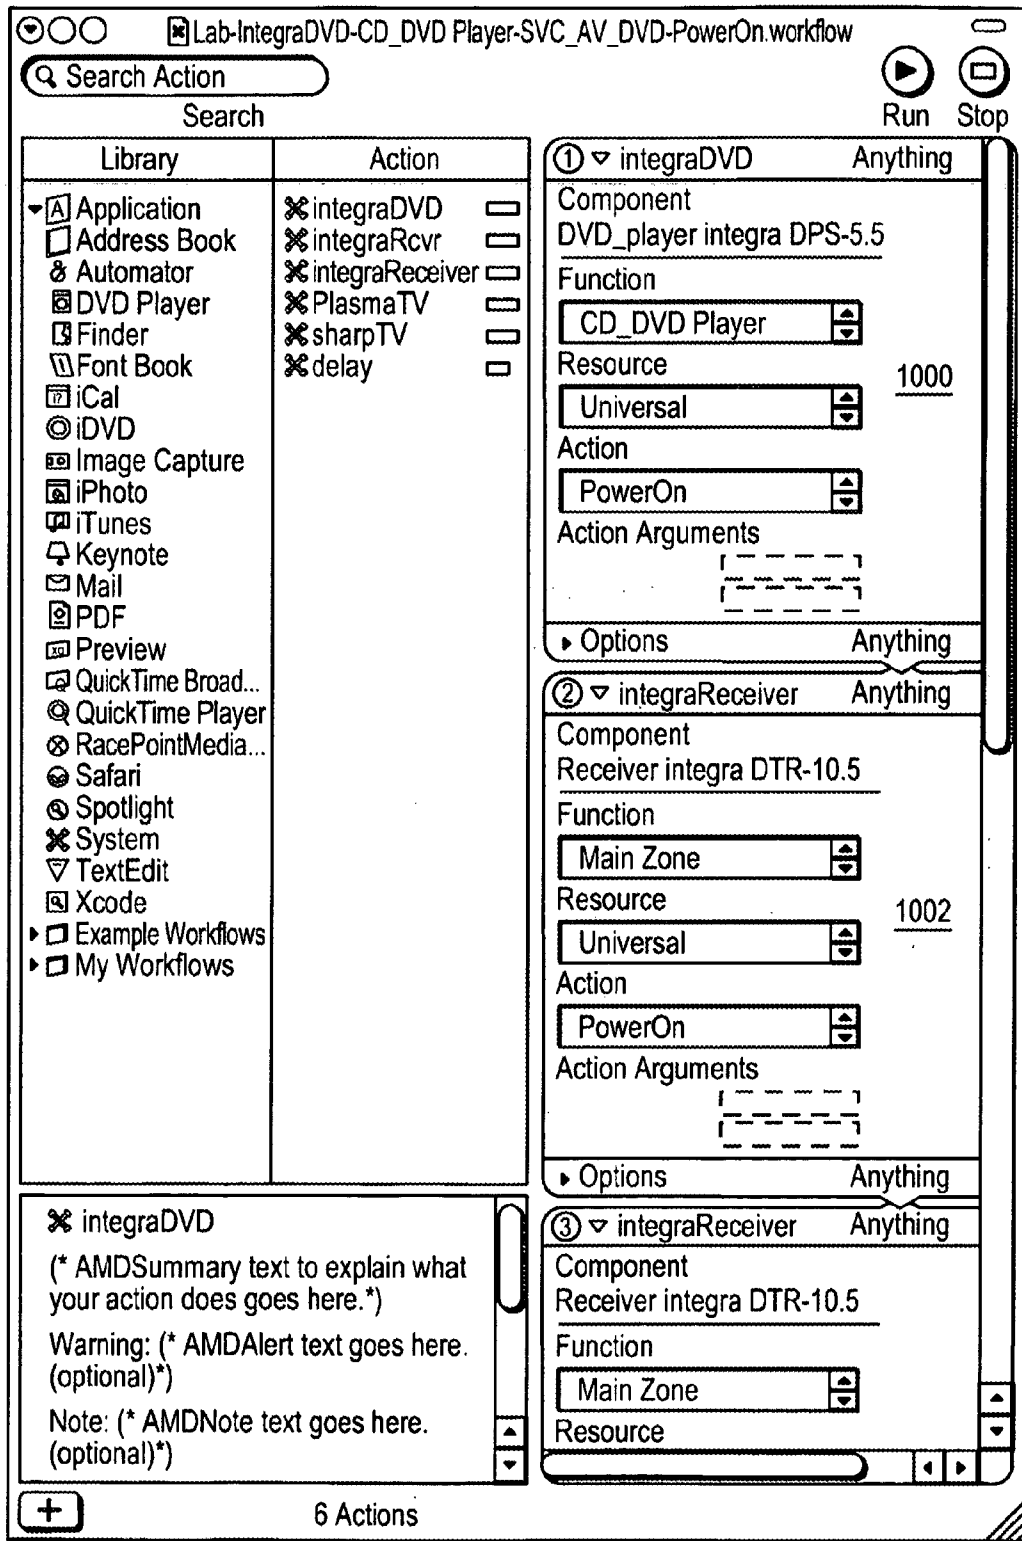 Lab-IntegraDVD-CD_DVD Player-SVC_AV_DVD-PowerOn.workflow
Search Action
Search
Run
Stop
Library
Application
Address Book
Automator
DVD Player
Finder
Font Book
iCal
iDVD
Image Capture
iPhoto
iTunes
Keynote
Mail
PDF
Preview
QuickTime Broad...
QuickTime Player
RacePointMedia...
Safari
Spotlight
System
TextEdit
Xcode
Example Workflows
My Workflows
Action
integraDVD
integraRcvr
integraReceiver
PlasmaTV
sharpTV
delay
1 integraDVD Anything
Component
DVD_player integra DPS-5.5
Function
CD_DVD Player
Resource
1000
Universal
Action
PowerOn
Action Arguments
Options Anything
2 integraReceiver Anything
Component
Receiver integra DTR-10.5
Function
Main Zone
Resource
1002
Universal
Action
PowerOn
Action Arguments
Options Anything
3 integraReceiver Anything
Component
Receiver integra DTR-10.5
Function
Main Zone
Resource
integraDVD
(* AMDSummary text to explain what
your action does goes here.*)
Warning: (* AMDAlert text goes here.
(optional)*)
Note: (* AMDNote text goes here.
(optional)*)
6 Actions